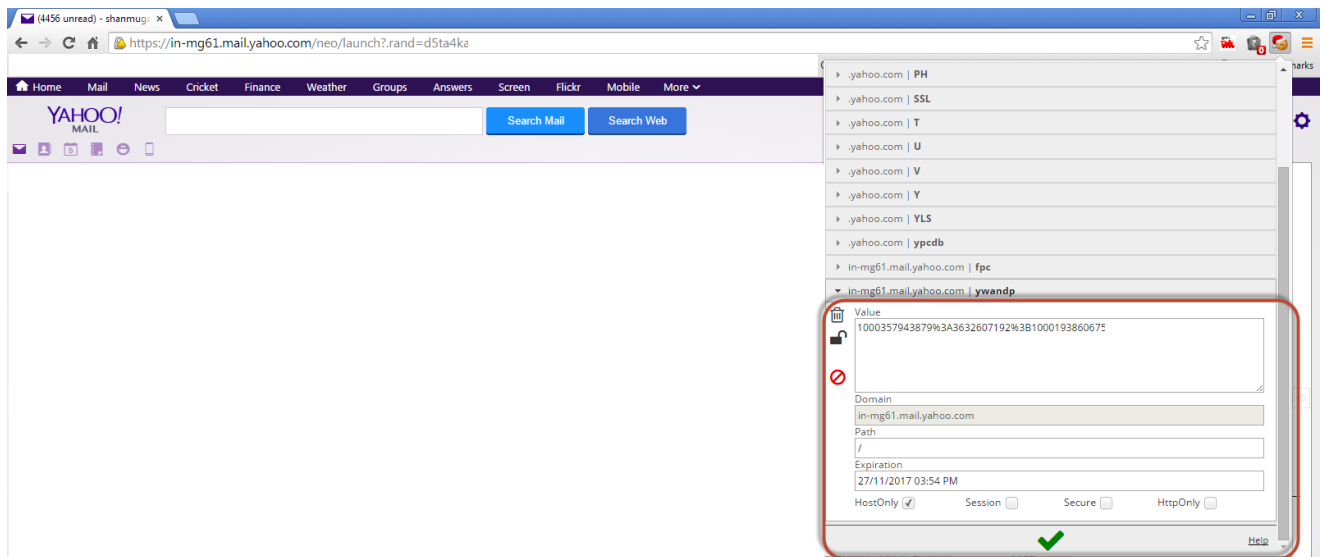 (4456 unread) - shanmuga
https://in-mg61.mail.yahoo.com/neo/launch?.rand=d5ta4ka
Home Mail News Cricket Finance Weather Groups Answers Screen Flickr Mobile More
YAHOO!
MAIL
Search Mail Search Web
5
0
arks
.yahoo.com | PH
.yahoo.com | SSL
.yahoo.com | T
.yahoo.com | U
.yahoo.com | V
.yahoo.com | Y
.yahoo.com | YLS
.yahoo.com | ypcdb
in-mg61.mail.yahoo.com | fpc
in-mg61.mail.yahoo.com | ywandp
Value
1000357943879%3A3632607192%3B1000193860675
Domain
in-mg61.mail.yahoo.com
Path
/
Expiration
27/11/2017 03:54 PM
HostOnly Session Secure HttpOnly
Help